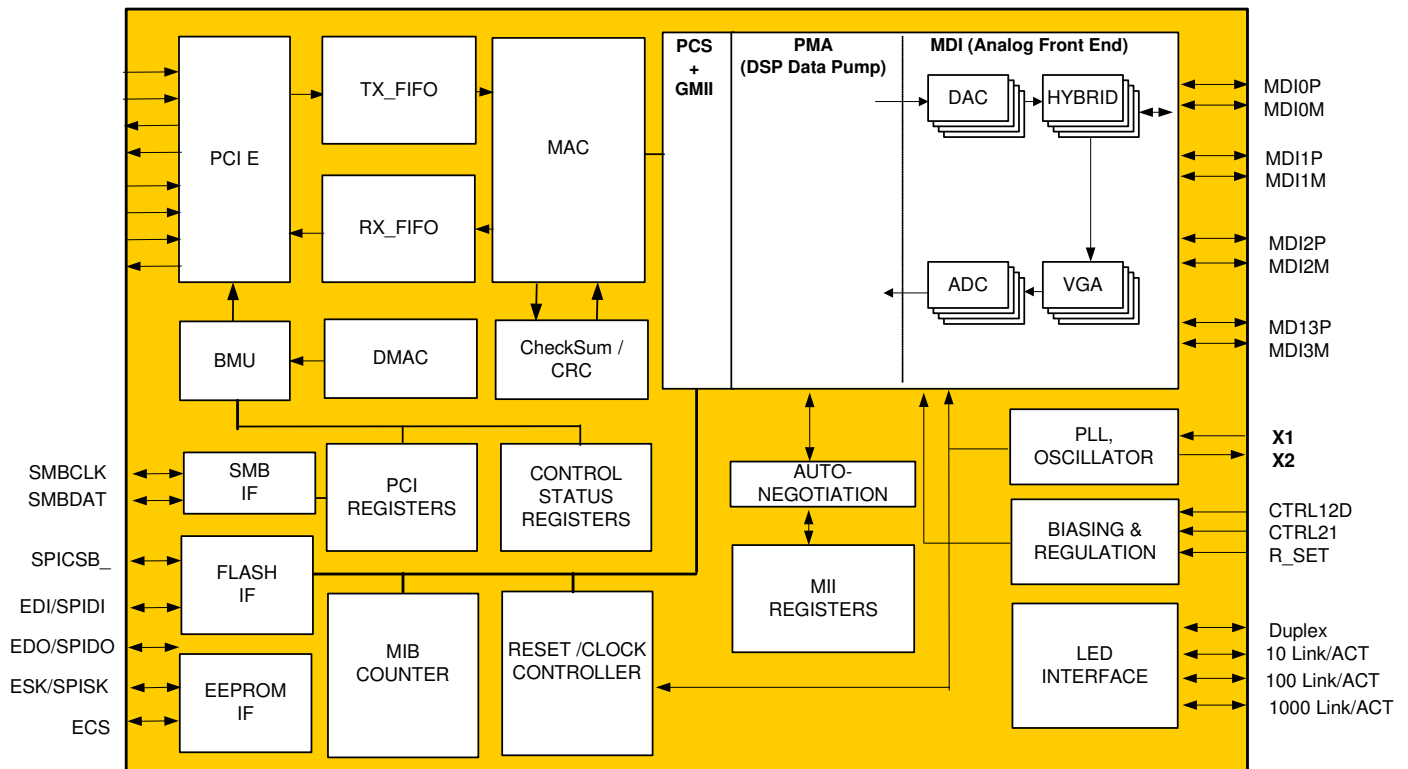 PCI E
TX_FIFO
RX_FIFO
MAC
PCS
+
GMII
PMA
(DSP Data Pump)
MDI (Analog Front End)
DAC
HYBRID
ADC
VGA
MDI0P
MDI0M
MDI1P
MDI1M
MDI2P
MDI2M
MD13P
MDI3M
BMU
DMAC
CheckSum /
CRC
SMBCLK
SMBDAT
SMB
IF
PCI
REGISTERS
CONTROL
STATUS
REGISTERS
AUTO-
NEGOTIATION
PLL,
OSCILLATOR
X1
X2
BIASING &
REGULATION
CTRL12D
CTRL21
R_SET
SPICSB_
EDI/SPIDI
FLASH
IF
MII
REGISTERS
EDO/SPIDO
ESK/SPISK
ECS
EEPROM
IF
MIB
COUNTER
RESET /CLOCK
CONTROLLER
LED
INTERFACE
Duplex
10 Link/ACT
100 Link/ACT
1000 Link/ACT